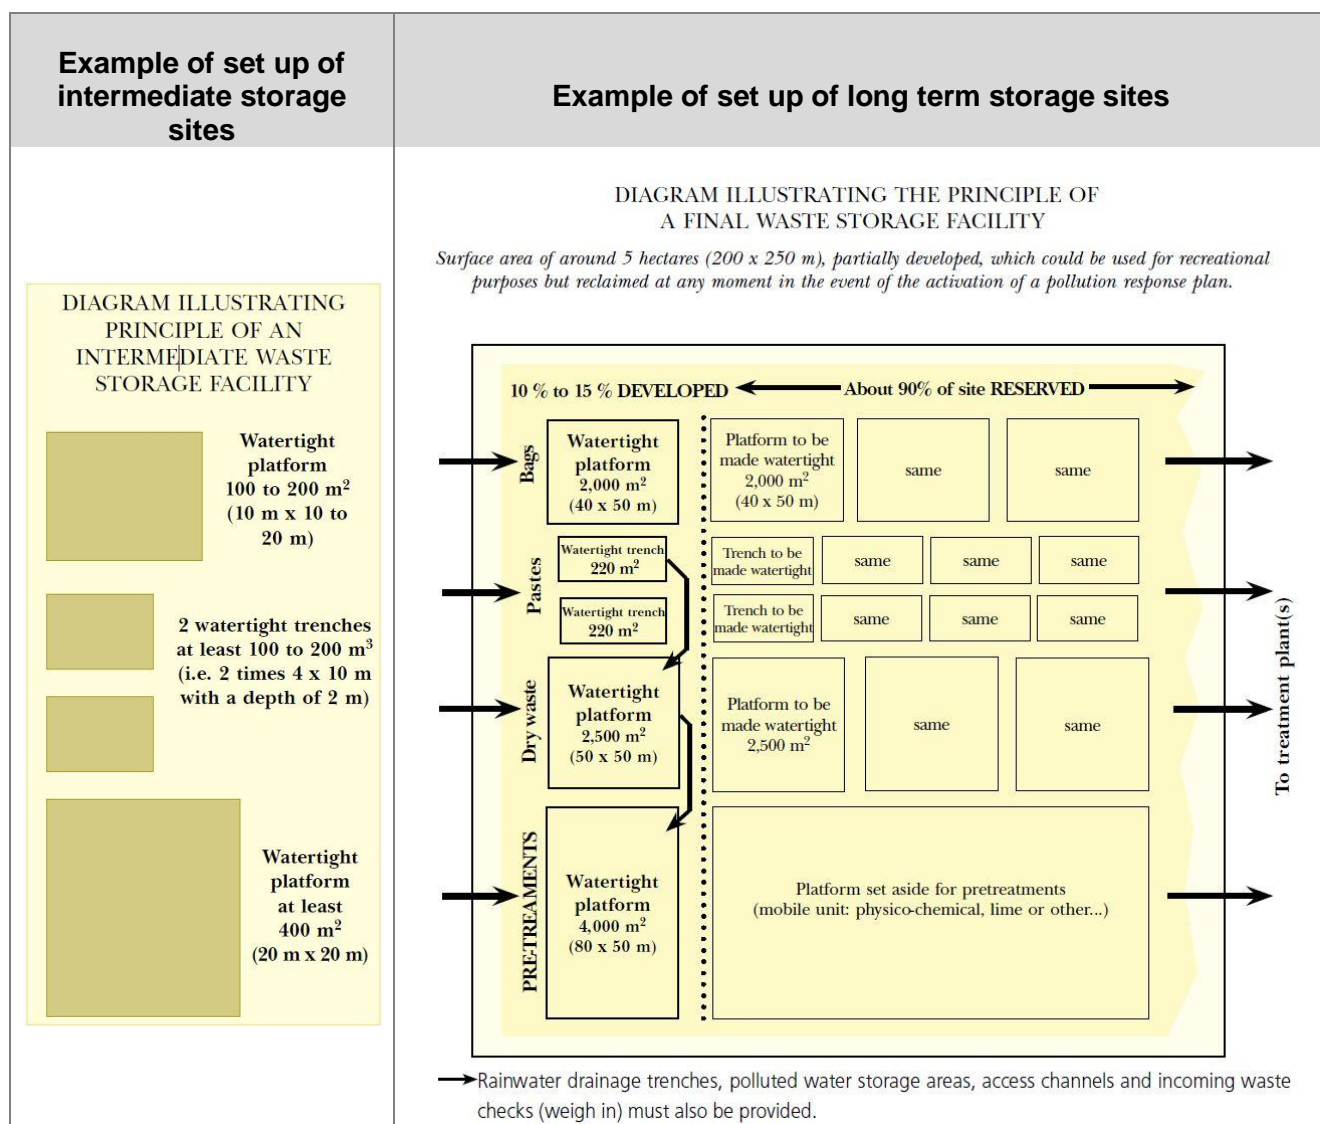 Example of set up of
intermediate storage
sites
Example of set up of long term storage sites
DIAGRAM ILLUSTRATING
PRINCIPLE OF AN
INTERMEDIATE WASTE
STORAGE FACILITY
Watertight
platform
100 to 200 m²
(10 m x 10 to
20 m)
2 watertight trenches
at least 100 to 200 m³
(i.e. 2 times 4 x 10 m
with a depth of 2 m)
Watertight
platform
at least
400 m²
(20 m x 20 m)
DIAGRAM ILLUSTRATING THE PRINCIPLE OF
A FINAL WASTE STORAGE FACILITY
Surface area of around 5 hectares (200 x 250 m), partially developed, which could be used for recreational
purposes but reclaimed at any moment in the event of the activation of a pollution response plan.
10 % to 15 % DEVELOPED
About 90% of site RESERVED
Bags
Watertight
platform
2,000 m²
(40 x 50 m)
Platform to be
made watertight
2,000 m²
(40 x 50 m)
same
same
Pastes
Watertight trench
220 m²
Trench to be
made watertight
same
same
same
Watertight trench
220 m²
Trench to be
made watertight
same
same
same
Dry waste
Watertight
platform
2,500 m²
(50 x 50 m)
Platform to be
made watertight
2,500 m²
same
same
PRE-TREAMENTS
Watertight
platform
4,000 m²
(80 x 50 m)
Platform set aside for pretreatments
(mobile unit: physico-chemical, lime or other...)
To treatment plant(s)
Rainwater drainage trenches, polluted water storage areas, access channels and incoming waste
checks (weigh in) must also be provided.